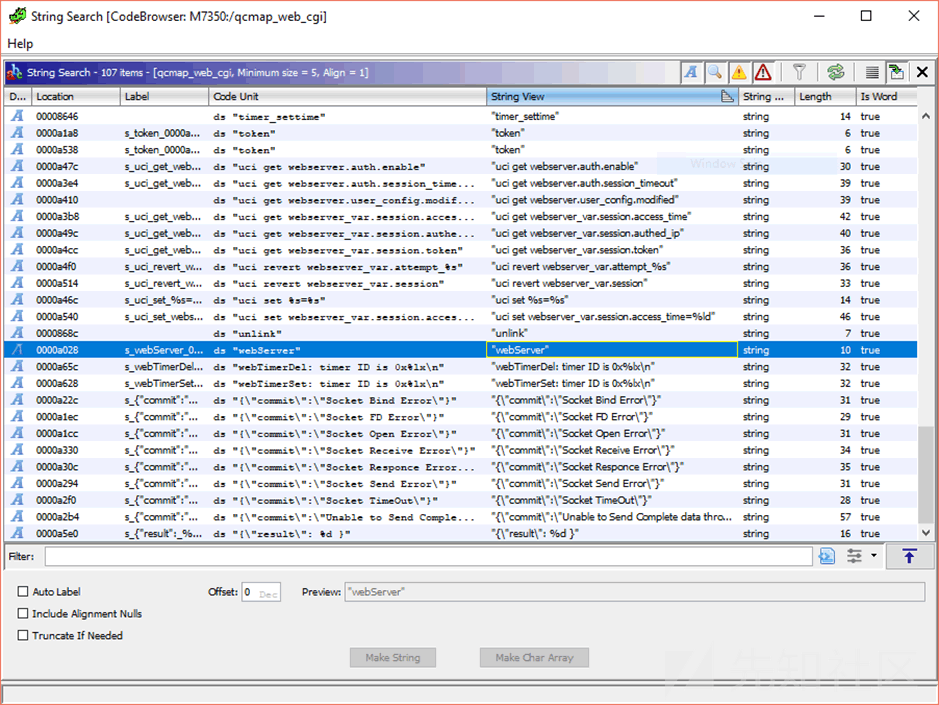 String Search [CodeBrowser: M7350:/qcmap_web_cgi]
Help
String Search - 107 items - [qcmap_web_cgi, Minimum size = 5, Align = 1]
D... Location Label Code Unit String View String ... Length Is Word
00008646 ds "timer_settime" "timer_settime" string 14 true
0000a1a8 s_token_0000a... ds "token" "token" string 6 true
0000a538 s_token_0000a... ds "token" "token" string 6 true
0000a47c s_uci_get_web... ds "uci get webserver.auth.enable" "uci get webserver.auth.enable" string 30 true
0000a3e4 s_uci_get_web... ds "uci get webserver.auth.session_time... "uci get webserver.auth.session_timeout" string 39 true
0000a410 ds "uci get webserver.user_config.modif... "uci get webserver.user_config.modified" string 39 true
0000a3b8 s_uci_get_web... ds "uci get webserver_var.session.acces... "uci get webserver_var.session.access_time" string 42 true
0000a49c s_uci_get_web... ds "uci get webserver_var.session.authe... "uci get webserver_var.session.authed_ip" string 40 true
0000a4cc s_uci_get_web... ds "uci get webserver_var.session.token" "uci get webserver_var.session.token" string 36 true
0000a4f0 s_uci_revert_w... ds "uci revert webserver_var.attempt_%s" "uci revert webserver_var.attempt_%s" string 36 true
0000a514 s_uci_revert_w... ds "uci revert webserver_var.session" "uci revert webserver_var.session" string 33 true
0000a46c s_uci_set_%s=... ds "uci set %s=%s" "uci set %s=%s" string 14 true
0000a540 s_uci_set_webs... ds "uci set webserver_var.session.acces... "uci set webserver_var.session.access_time=%ld" string 46 true
0000868c ds "unlink" "unlink" string 7 true
0000a028 s_webServer_0... ds "webServer" "webServer" string 10 true
0000a65c s_webTimerDel... ds "webTimerDel: timer ID is 0x%lx\n" "webTimerDel: timer ID is 0x%lx\n" string 32 true
0000a628 s_webTimerSet... ds "webTimerSet: timer ID is 0x%lx\n" "webTimerSet: timer ID is 0x%lx\n" string 32 true
0000a22c s_{"commit":"... ds "{\"commit\":\"Socket Bind Error\"}" "{\"commit\":\"Socket Bind Error\"}" string 31 true
0000a1ec s_{"commit":"... ds "{\"commit\":\"Socket FD Error\"}" "{\"commit\":\"Socket FD Error\"}" string 29 true
0000a1cc s_{"commit":"... ds "{\"commit\":\"Socket Open Error\"}" "{\"commit\":\"Socket Open Error\"}" string 31 true
0000a330 s_{"commit":"... ds "{\"commit\":\"Socket Receive Error\"}" "{\"commit\":\"Socket Receive Error\"}" string 34 true
0000a30c s_{"commit":"... ds "{\"commit\":\"Socket Responce Error... "{\"commit\":\"Socket Responce Error\"}" string 35 true
0000a294 s_{"commit":"... ds "{\"commit\":\"Socket Send Error\"}" "{\"commit\":\"Socket Send Error\"}" string 31 true
0000a2f0 s_{"commit":"... ds "{\"commit\":\"Socket TimeOut\"}" "{\"commit\":\"Socket TimeOut\"}" string 28 true
0000a2b4 s_{"commit":"... ds "{\"commit\":\"Unable to Send Comple... "{\"commit\":\"Unable to Send Complete data thro... string 57 true
0000a5e0 s_{"result":_%... ds "{\"result\": %d }" "{\"result\": %d }" string 16 true
Filter:
Auto Label Offset: 0 Dec Preview: "webServer"
Include Alignment Nulls
Truncate If Needed
Make String Make Char Array
先知社区